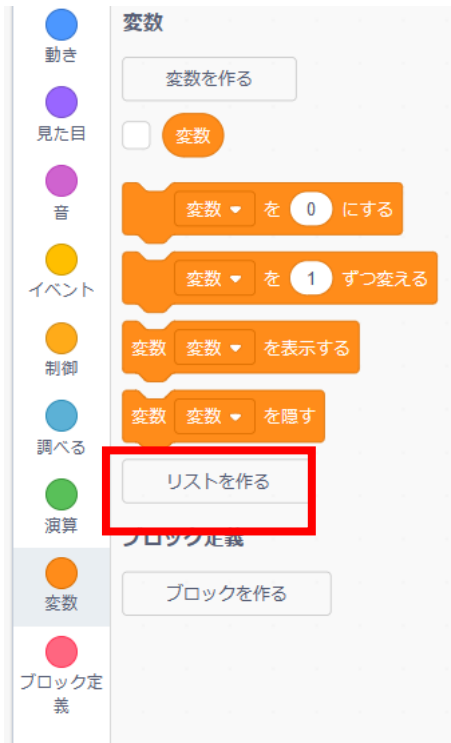 動き
見た目
音
イベント
制御
調べる
演算
変数
ブロック定
義
変数
変数を作る
変数
変数 を 0 にする
変数 を 1 ずつ変える
変数 変数 を表示する
変数 変数 を隠す
リストを作る
ブロック定義
ブロックを作る